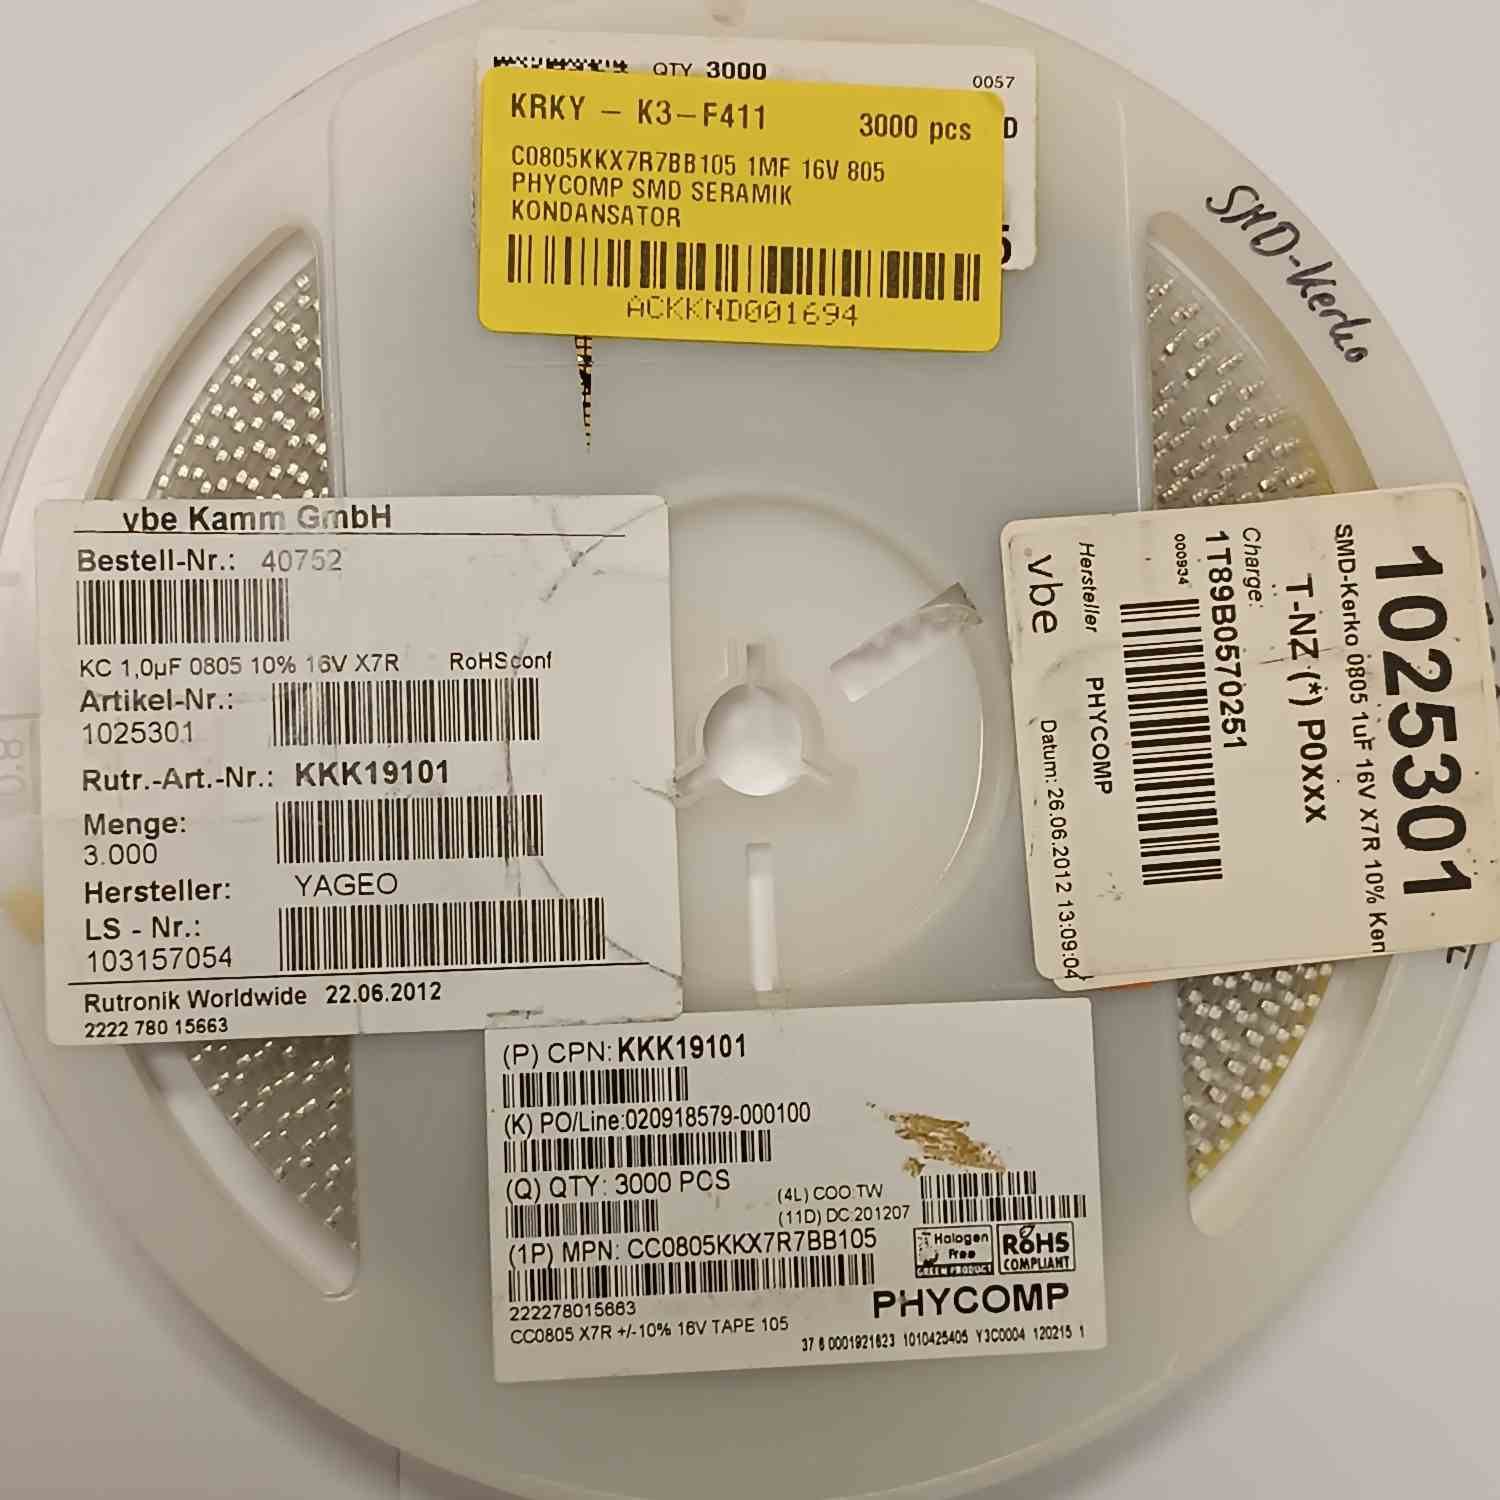 QTY 3000
0057
D
KRKY - K3-F411 3000 pcs
C0805KKX7R7BB105 1MF 16V 805
PHYCOMP SMD SERAMIK
KONDANSATOR
ACKKND001694
5
SMD-Kerko
vbe Kamm GmbH
Bestell-Nr.: 40752
KC 1,0µF 0805 10% 16V X7R RoHSconf
Artikel-Nr.:
1025301
Rutr.-Art.-Nr.: KKK19101
Menge:
3.000
Hersteller: YAGEO
LS - Nr.:
103157054
Rutronik Worldwide 22.06.2012
2222 780 15663
1025301
SMD-Kerko 0805 1uF 16V X7R 10% Ker
T-NZ (*) P0xxx
Charge:
1T89B0570251
000934
Hersteller PHYCOMP
vbe Datum: 26.06.2012 13:09:04
(P) CPN: KKK19101
(K) PO/Line:020918579-000100
(Q) QTY: 3000 PCS
(4L) COO:TW
(11D) DC:201207
(1P) MPN: CC0805KKX7R7BB105
Halogen
Free
GREEN PRODUCT
RoHS
COMPLIANT
222278015663
PHYCOMP
CC0805 X7R +/-10% 16V TAPE 105
37 6 0001921623 1010425405 Y3C0004 120215 1